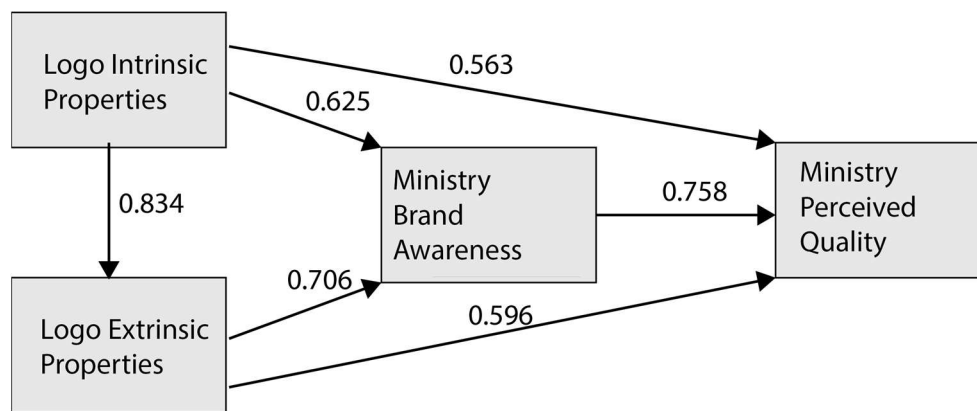 Logo Intrinsic
Properties
0.563
0.625
0.834
Ministry
Brand
Awareness
0.758
Ministry
Perceived
Quality
0.706
0.596
Logo Extrinsic
Properties